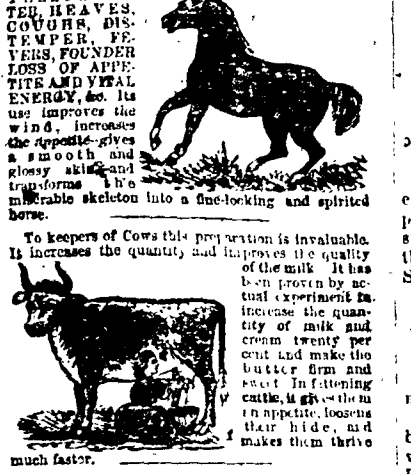 TER, HEAVES,
COUGHS, DIS-
TEMPER, FE-
VERS, FOUNDER
LOSS OF APPE-
TITE AND VITAL
ENERGY, &c. Its
use improves the
wind, increases
the appetite—gives
a smooth and
glossy skin—and
transforms the
miserable skeleton into a fine-looking and spirited
horse.
To keepers of Cows this preparation is invaluable.
It increases the quantity and improves the quality
of the milk It has
been proven by ac-
tual experiment to
increase the quan-
tity of milk and
cream twenty per
cent and make the
butter firm and
sweet In fattening
cattle, it gives them
an appetite, loosens
their hide, and
makes them thrive
much faster.